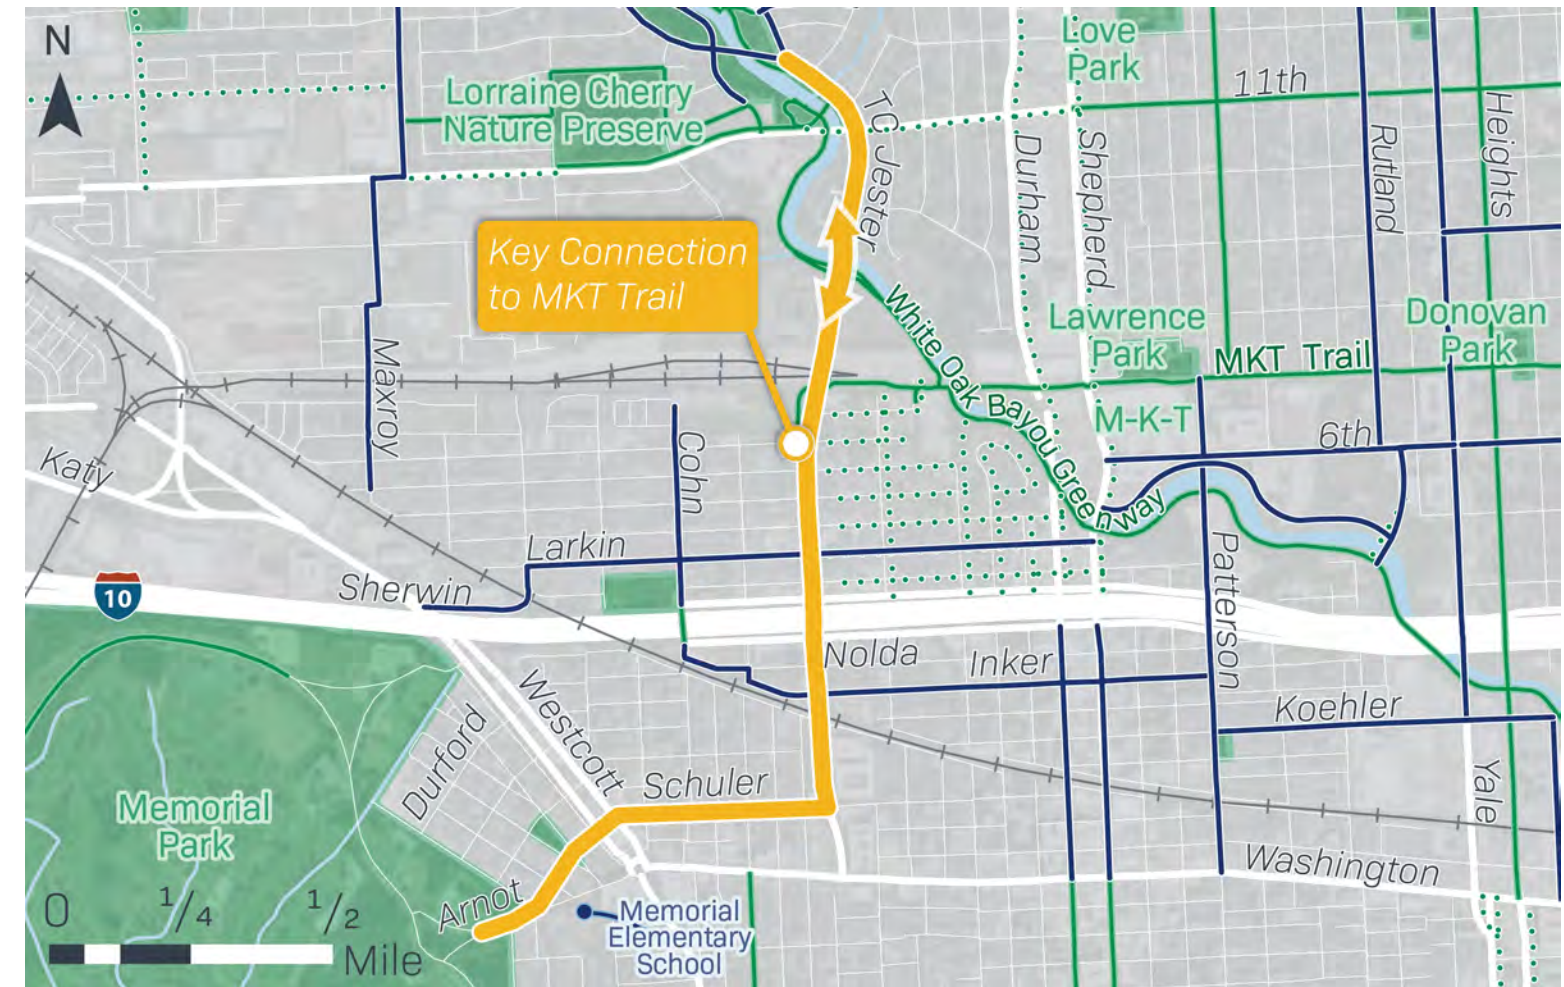 N
Love
Park
11th
Lorraine Cherry
Nature Preserve
TC Jester
Durham
Shepherd
Rutland
Heights
Key Connection
to MKT Trail
White Oak Bayou Greenway
Lawrence
Park
Donovan
Park
MKT Trail
Maxroy
M-K-T
6th
Katy
Cohn
Larkin
Sherwin
10
Patterson
Nolda
Inker
Westcott
Koehler
Durford
Schuler
Yale
Memorial
Park
Washington
Arnot
Memorial
Elementary
School
0 1/4 1/2
Mile